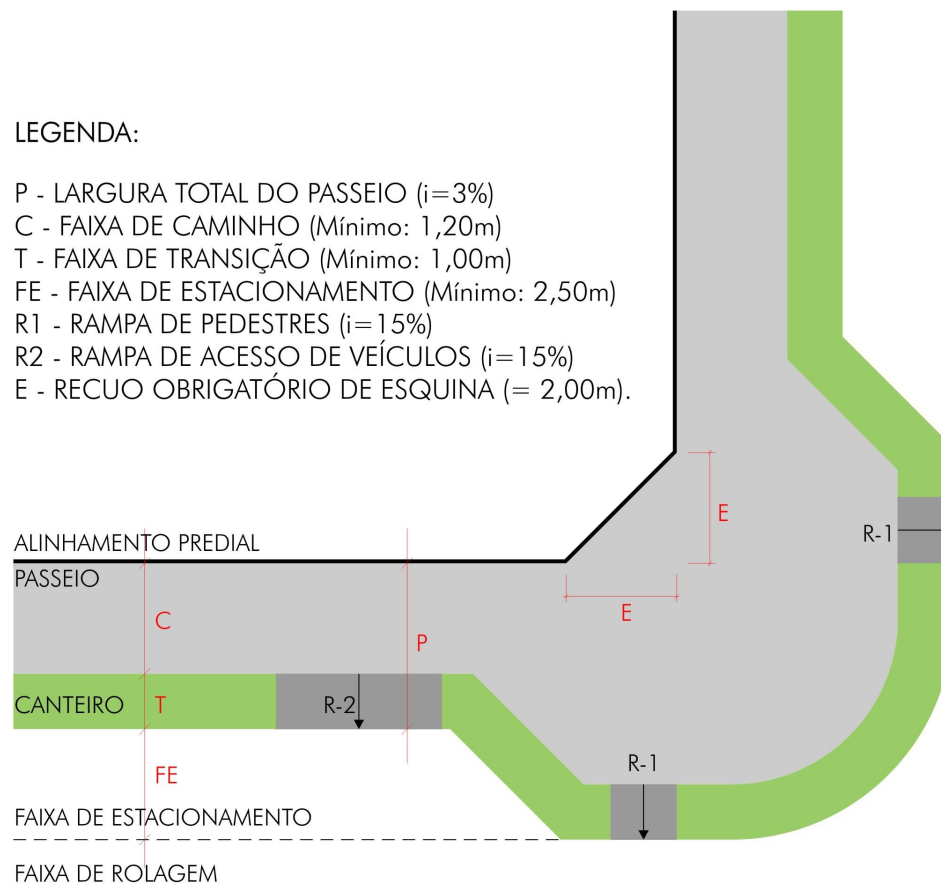 LEGENDA:
P - LARGURA TOTAL DO PASSEIO (i=3%)
C - FAIXA DE CAMINHO (Mínimo: 1,20m)
T - FAIXA DE TRANSIÇÃO (Mínimo: 1,00m)
FE - FAIXA DE ESTACIONAMENTO (Mínimo: 2,50m)
R1 - RAMPA DE PEDESTRES (i=15%)
R2 - RAMPA DE ACESSO DE VEÍCULOS (i=15%)
E - RECUO OBRIGATÓRIO DE ESQUINA (= 2,00m).
E
R-1
ALINHAMENTO PREDIAL
PASSEIO
E
C
P
CANTEIRO
T
R-2
FE
R-1
FAIXA DE ESTACIONAMENTO
FAIXA DE ROLAGEM